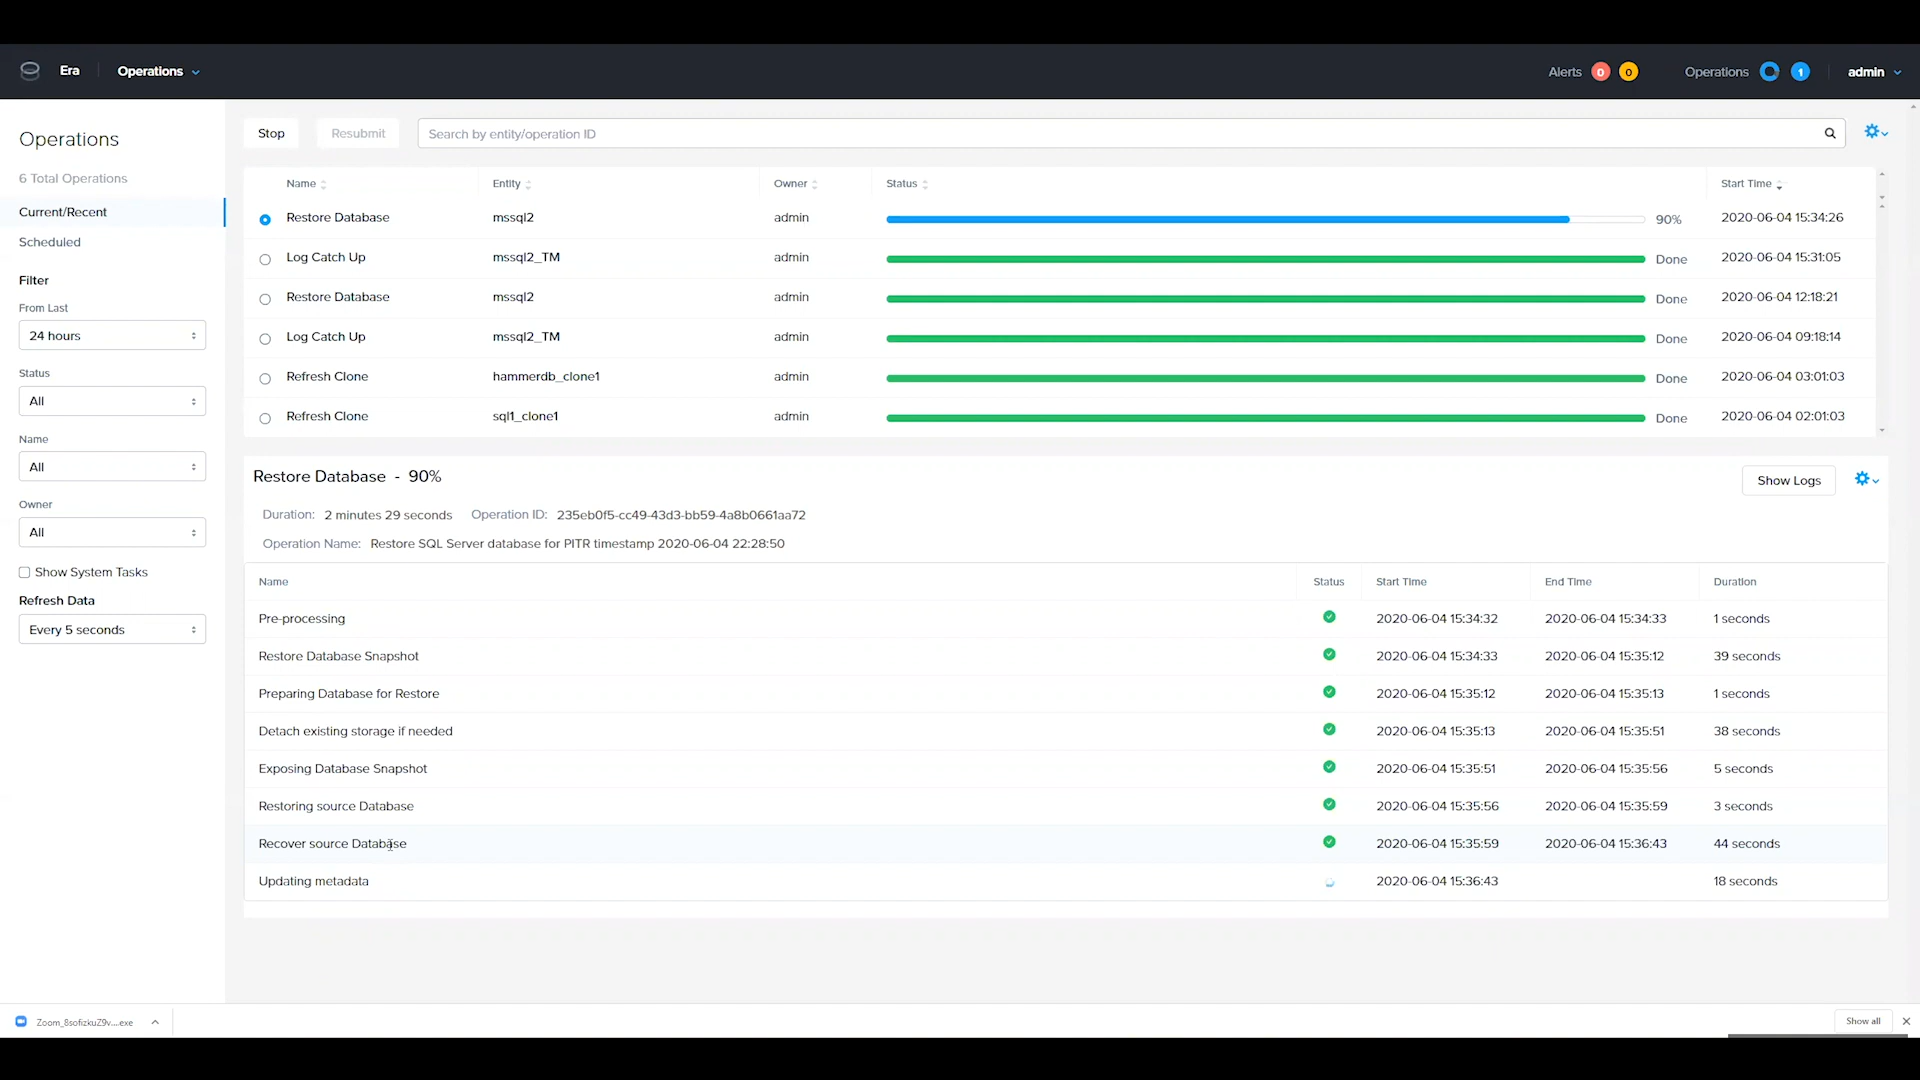 Era Operations Alerts 0 0 Operations 1 admin
Operations
6 Total Operations
Current/Recent
Scheduled
Filter
From Last
24 hours
Status
All
Name
All
Owner
All
Show System Tasks
Refresh Data
Every 5 seconds
Stop Resubmit Search by entity/operation ID
Name Entity Owner Status Start Time
Restore Database mssql2 admin 90% 2020-06-04 15:34:26
Log Catch Up mssql2_TM admin Done 2020-06-04 15:31:05
Restore Database mssql2 admin Done 2020-06-04 12:18:21
Log Catch Up mssql2_TM admin Done 2020-06-04 09:18:14
Refresh Clone hammerdb_clone1 admin Done 2020-06-04 03:01:03
Refresh Clone sql1_clone1 admin Done 2020-06-04 02:01:03
Restore Database - 90% Show Logs
Duration: 2 minutes 29 seconds Operation ID: 235eb0f5-cc49-43d3-bb59-4a8b0661aa72
Operation Name: Restore SQL Server database for PITR timestamp 2020-06-04 22:28:50
Name Status Start Time End Time Duration
Pre-processing 2020-06-04 15:34:32 2020-06-04 15:34:33 1 seconds
Restore Database Snapshot 2020-06-04 15:34:33 2020-06-04 15:35:12 39 seconds
Preparing Database for Restore 2020-06-04 15:35:12 2020-06-04 15:35:13 1 seconds
Detach existing storage if needed 2020-06-04 15:35:13 2020-06-04 15:35:51 38 seconds
Exposing Database Snapshot 2020-06-04 15:35:51 2020-06-04 15:35:56 5 seconds
Restoring source Database 2020-06-04 15:35:56 2020-06-04 15:35:59 3 seconds
Recover source Database 2020-06-04 15:35:59 2020-06-04 15:36:43 44 seconds
Updating metadata 2020-06-04 15:36:43 18 seconds
Zoom_8sofizkuZ9v....exe Show all